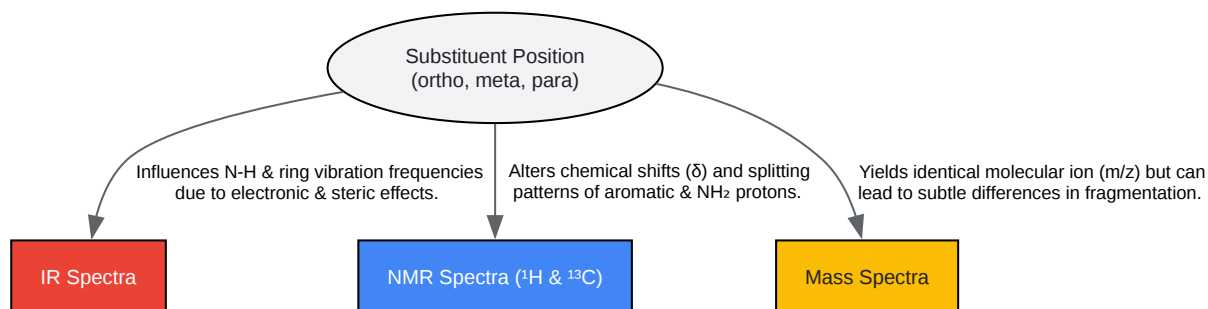 Substituent Position
(ortho, meta, para)
Influences N-H & ring vibration frequencies
due to electronic & steric effects.
Alters chemical shifts (δ) and splitting
patterns of aromatic & NH₂ protons.
Yields identical molecular ion (m/z) but can
lead to subtle differences in fragmentation.
IR Spectra
NMR Spectra (¹H & ¹³C)
Mass Spectra